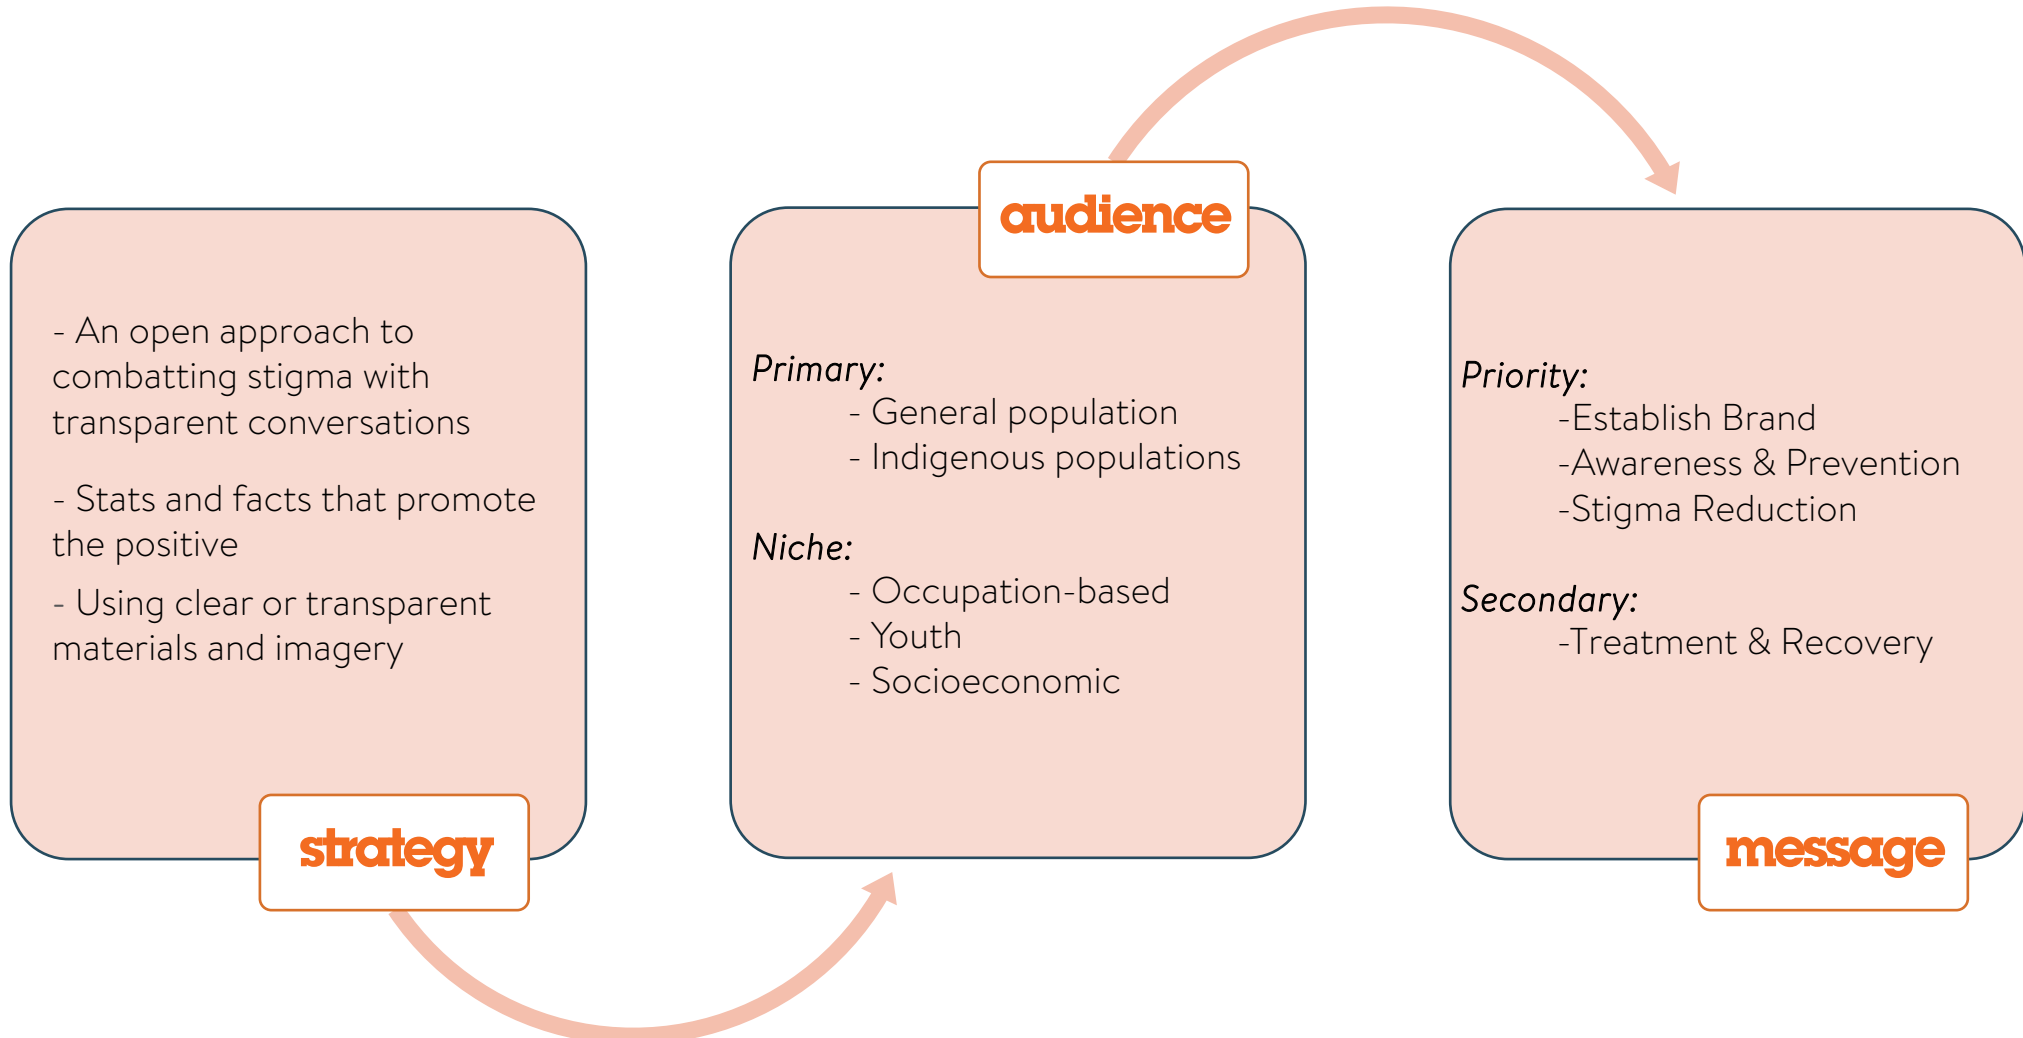 - An open approach to
combatting stigma with
transparent conversations
- Stats and facts that promote
the positive
- Using clear or transparent
materials and imagery
strategy
audience
Primary:
- General population
- Indigenous populations
Niche:
- Occupation-based
- Youth
- Socioeconomic
Priority:
-Establish Brand
-Awareness & Prevention
-Stigma Reduction
Secondary:
-Treatment & Recovery
message